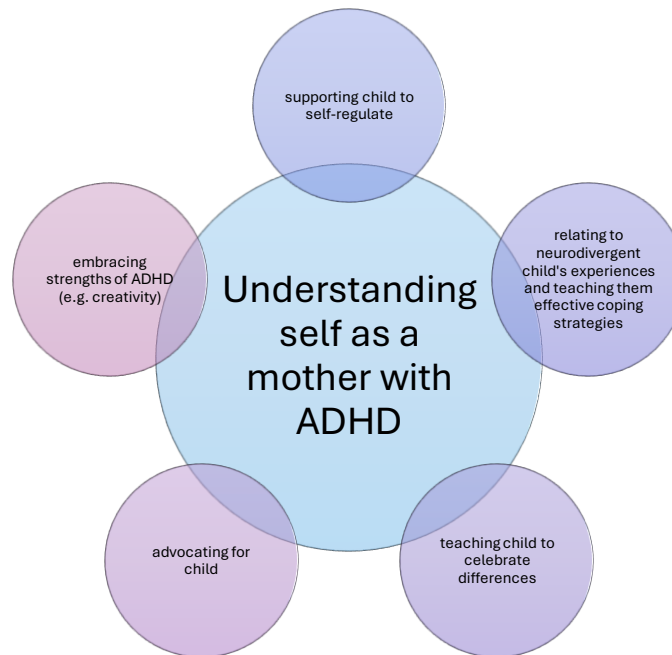 supporting child to
self-regulate
embracing
strengths of ADHD
(e.g. creativity)
Understanding
self as a
mother with
ADHD
relating to
neurodivergent
child's experiences
and teaching them
effective coping
strategies
advocating for
child
teaching child to
celebrate
differences